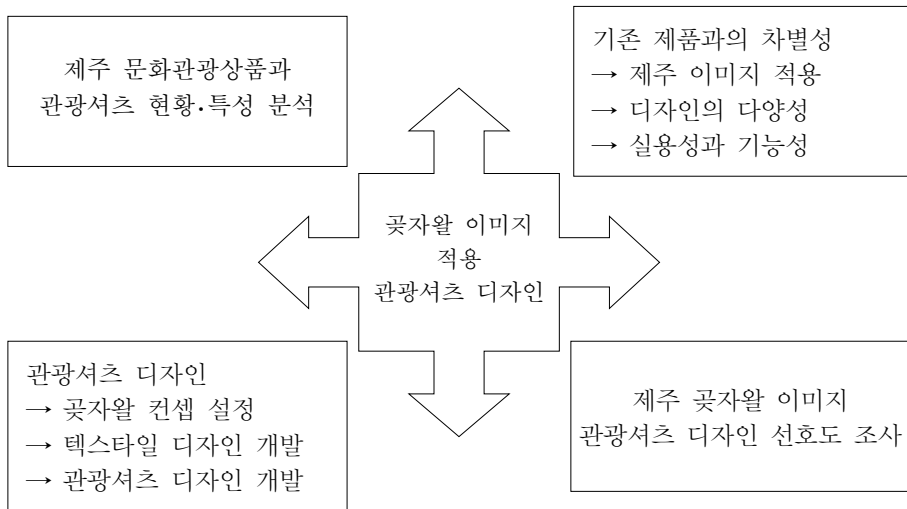 제주 문화관광상품과
관광셔츠 현황·특성 분석
기존 제품과의 차별성
→ 제주 이미지 적용
→ 디자인의 다양성
→ 실용성과 기능성
곶자왈 이미지
적용
관광셔츠 디자인
관광셔츠 디자인
→ 곶자왈 컨셉 설정
→ 텍스타일 디자인 개발
→ 관광셔츠 디자인 개발
제주 곶자왈 이미지
관광셔츠 디자인 선호도 조사